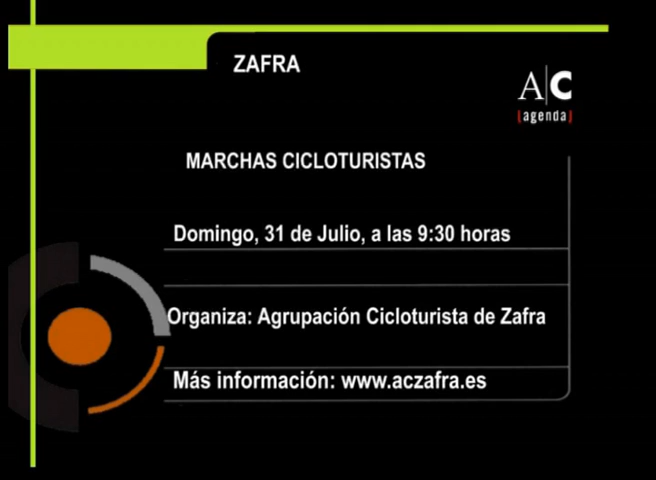 ZAFRA
A|C
[agenda]
MARCHAS CICLOTURISTAS
Domingo, 31 de Julio, a las 9:30 horas
Organiza: Agrupación Cicloturista de Zafra
Más información: www.aczafra.es